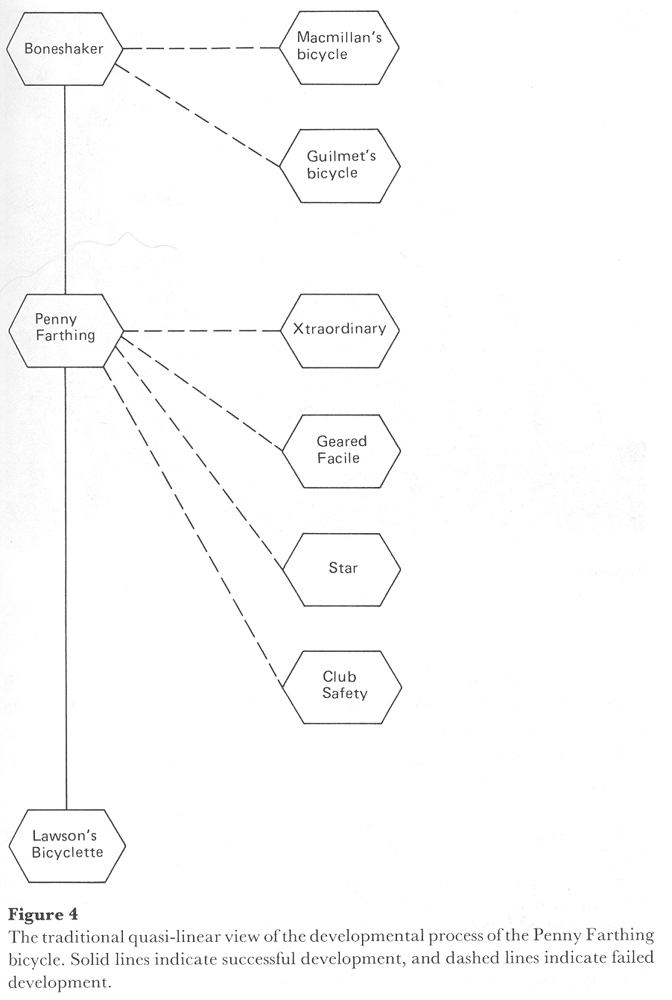 Boneshaker
Macmillan's
bicycle
Guilmet's
bicycle
Penny
Farthing
Xtraordinary
Geared
Facile
Star
Club
Safety
Lawson's
Bicyclette
Figure 4
The traditional quasi-linear view of the developmental process of the Penny Farthing
bicycle. Solid lines indicate successful development, and dashed lines indicate failed
development.